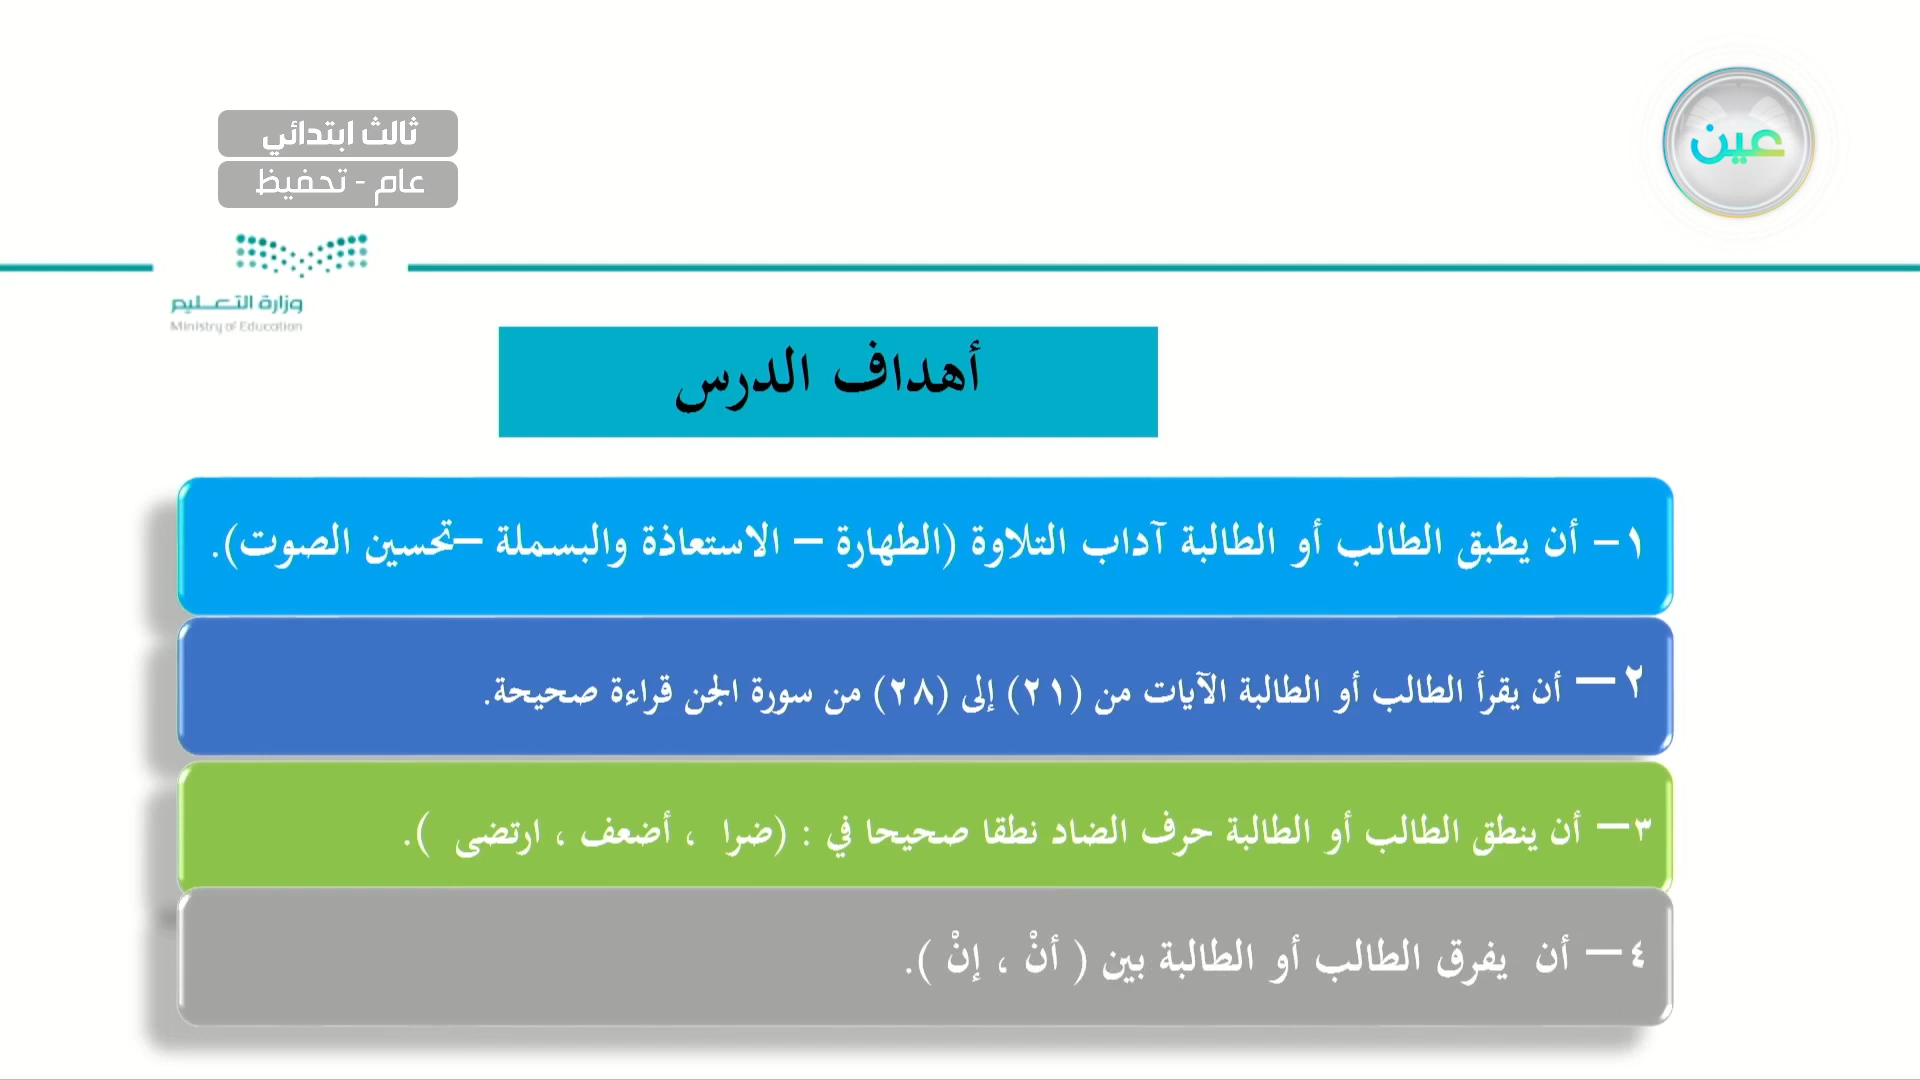 عين
ثالث ابتدائي
عام - تحفيظ
وزارة التعليم
Ministry of Education
أهداف الدرس
١- أن يطبق الطالب أو الطالبة آداب التلاوة (الطهارة – الاستعاذة والبسملة –تحسين الصوت).
٢– أن يقرأ الطالب أو الطالبة الآيات من (٢١) إلى (٢٨) من سورة الجن قراءة صحيحة.
٣– أن ينطق الطالب أو الطالبة حرف الضاد نطقا صحيحا في : (ضرا ، أضعف ، ارتضى ).
٤– أن يفرق الطالب أو الطالبة بين ( أنْ ، إنْ ).